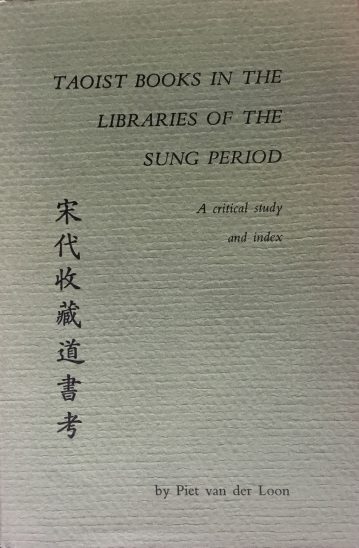 TAOIST BOOKS IN THE
LIBRARIES OF THE
SUNG PERIOD
A critical study
and index
宋代收藏道書考
by Piet van der Loon